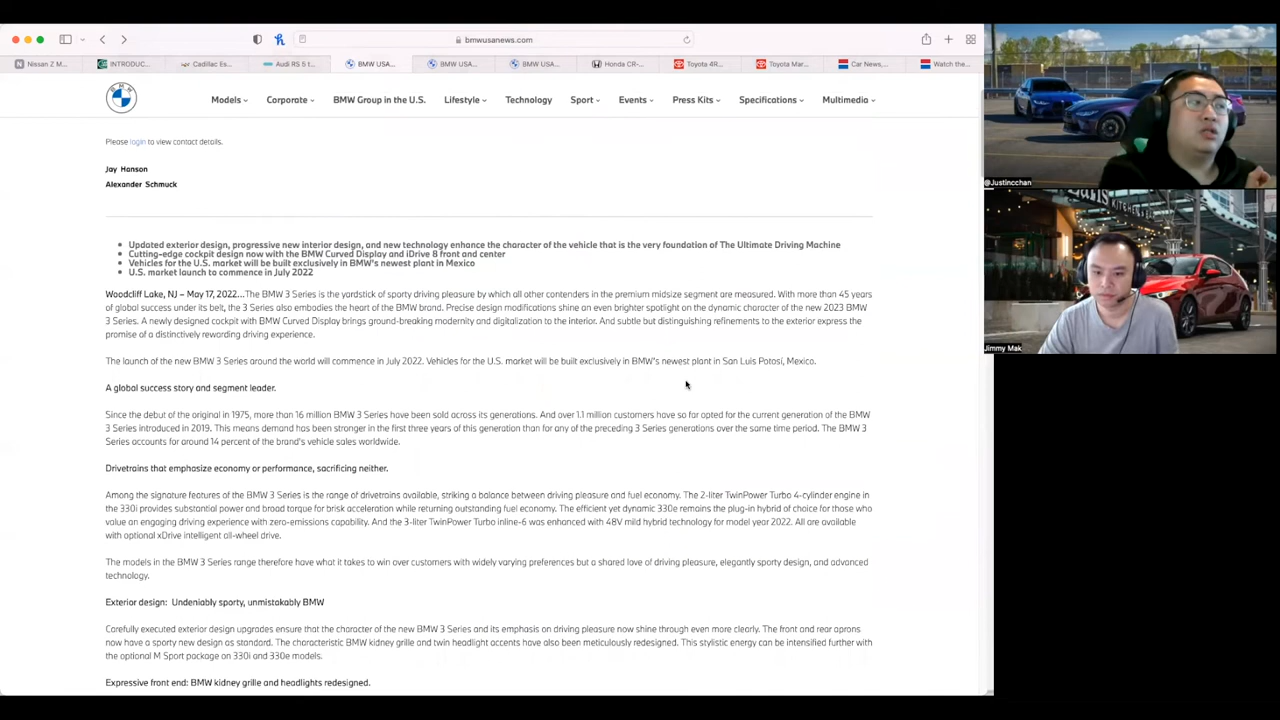 bmwusanews.com
Nissan Z M...
INTRODUC...
Cadillac Es...
Audi RS 5 t...
BMW USA...
BMW USA...
BMW USA...
Honda CR-...
Toyota 4R...
Toyota Mar...
Car News,...
Watch the...
BMW
Models
Corporate
BMW Group in the U.S.
Lifestyle
Technology
Sport
Events
Press Kits
Specifications
Multimedia
Please login to view contact details.
Jay Hanson
Alexander Schmuck
• Updated exterior design, progressive new interior design, and new technology enhance the character of the vehicle that is the very foundation of The Ultimate Driving Machine
• Cutting-edge cockpit design now with the BMW Curved Display and iDrive 8 front and center
• Vehicles for the U.S. market will be built exclusively in BMW's newest plant in Mexico
• U.S. market launch to commence in July 2022
Woodcliff Lake, NJ – May 17, 2022...The BMW 3 Series is the yardstick of sporty driving pleasure by which all other contenders in the premium midsize segment are measured. With more than 45 years
of global success under its belt, the 3 Series also embodies the heart of the BMW brand. Precise design modifications shine an even brighter spotlight on the dynamic character of the new 2023 BMW
3 Series. A newly designed cockpit with BMW Curved Display brings ground-breaking modernity and digitalization to the interior. And subtle but distinguishing refinements to the exterior express the
promise of a distinctively rewarding driving experience.
The launch of the new BMW 3 Series around the world will commence in July 2022. Vehicles for the U.S. market will be built exclusively in BMW's newest plant in San Luis Potosí, Mexico.
A global success story and segment leader.
Since the debut of the original in 1975, more than 16 million BMW 3 Series have been sold across its generations. And over 1.1 million customers have so far opted for the current generation of the BMW
3 Series introduced in 2019. This means demand has been stronger in the first three years of this generation than for any of the preceding 3 Series generations over the same time period. The BMW 3
Series accounts for around 14 percent of the brand's vehicle sales worldwide.
Drivetrains that emphasize economy or performance, sacrificing neither.
Among the signature features of the BMW 3 Series is the range of drivetrains available, striking a balance between driving pleasure and fuel economy. The 2-liter TwinPower Turbo 4-cylinder engine in
the 330i provides substantial power and broad torque for brisk acceleration while returning outstanding fuel economy. The efficient yet dynamic 330e remains the plug-in hybrid of choice for those who
value an engaging driving experience with zero-emissions capability. And the 3-liter TwinPower Turbo inline-6 was enhanced with 48V mild hybrid technology for model year 2022. All are available
with optional xDrive intelligent all-wheel drive.
The models in the BMW 3 Series range therefore have what it takes to win over customers with widely varying preferences but a shared love of driving pleasure, elegantly sporty design, and advanced
technology.
Exterior design: Undeniably sporty, unmistakably BMW
Carefully executed exterior design upgrades ensure that the character of the new BMW 3 Series and its emphasis on driving pleasure now shine through even more clearly. The front and rear aprons
now have a sporty new design as standard. The characteristic BMW kidney grille and twin headlight accents have also been meticulously redesigned. This stylistic energy can be intensified further with
the optional M Sport package on 330i and 330e models.
Expressive front end: BMW kidney grille and headlights redesigned.
@Justincchan
KITCHEN
Jimmy Mak